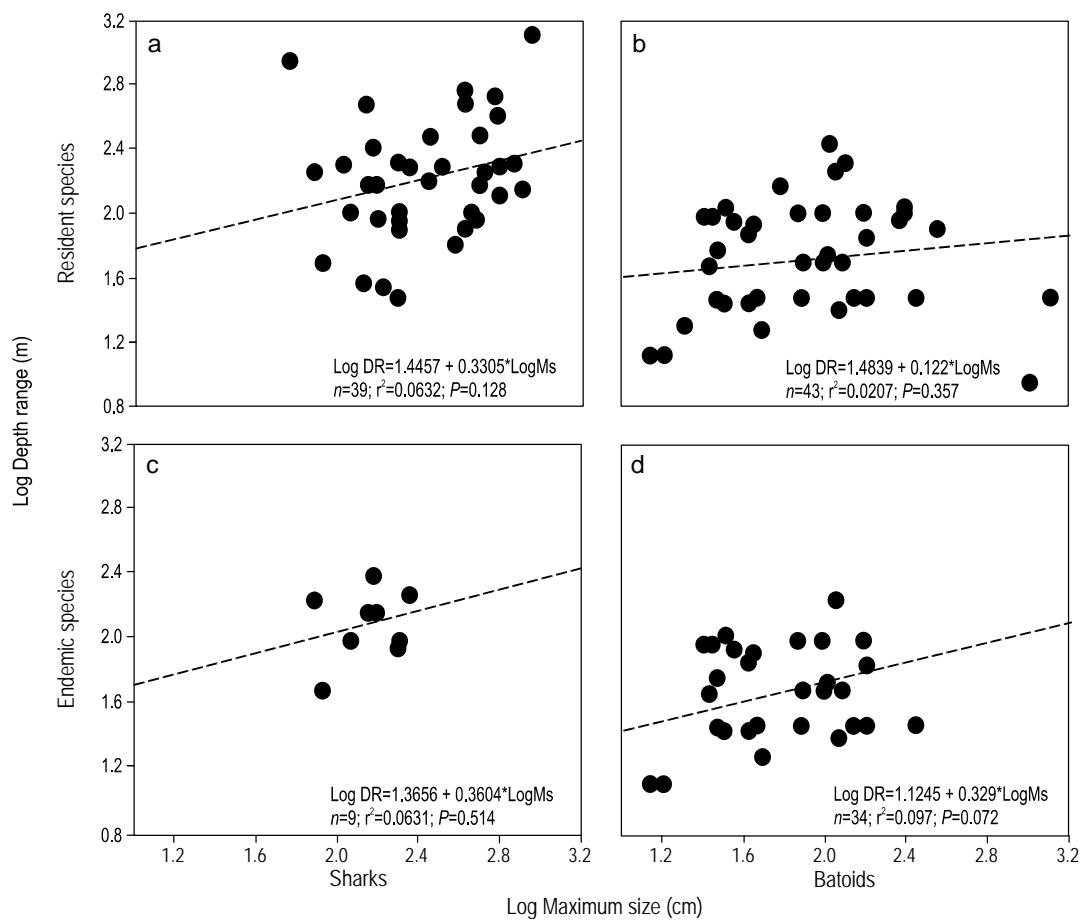 a
b
3.2
2.8
2.4
2.0
1.6
1.2
0.8
Resident species
Log DR=1.4457 + 0.3305*LogMs
n=39; r²=0.0632; P=0.128
Log DR=1.4839 + 0.122*LogMs
n=43; r²=0.0207; P=0.357
Log Depth range (m)
c
d
3.2
2.8
2.4
2.0
1.6
1.2
0.8
Endemic species
Log DR=1.3656 + 0.3604*LogMs
n=9; r²=0.0631; P=0.514
Log DR=1.1245 + 0.329*LogMs
n=34; r²=0.097; P=0.072
1.2 1.6 2.0 2.4 2.8 3.2
1.2 1.6 2.0 2.4 2.8 3.2
Sharks
Batoids
Log Maximum size (cm)